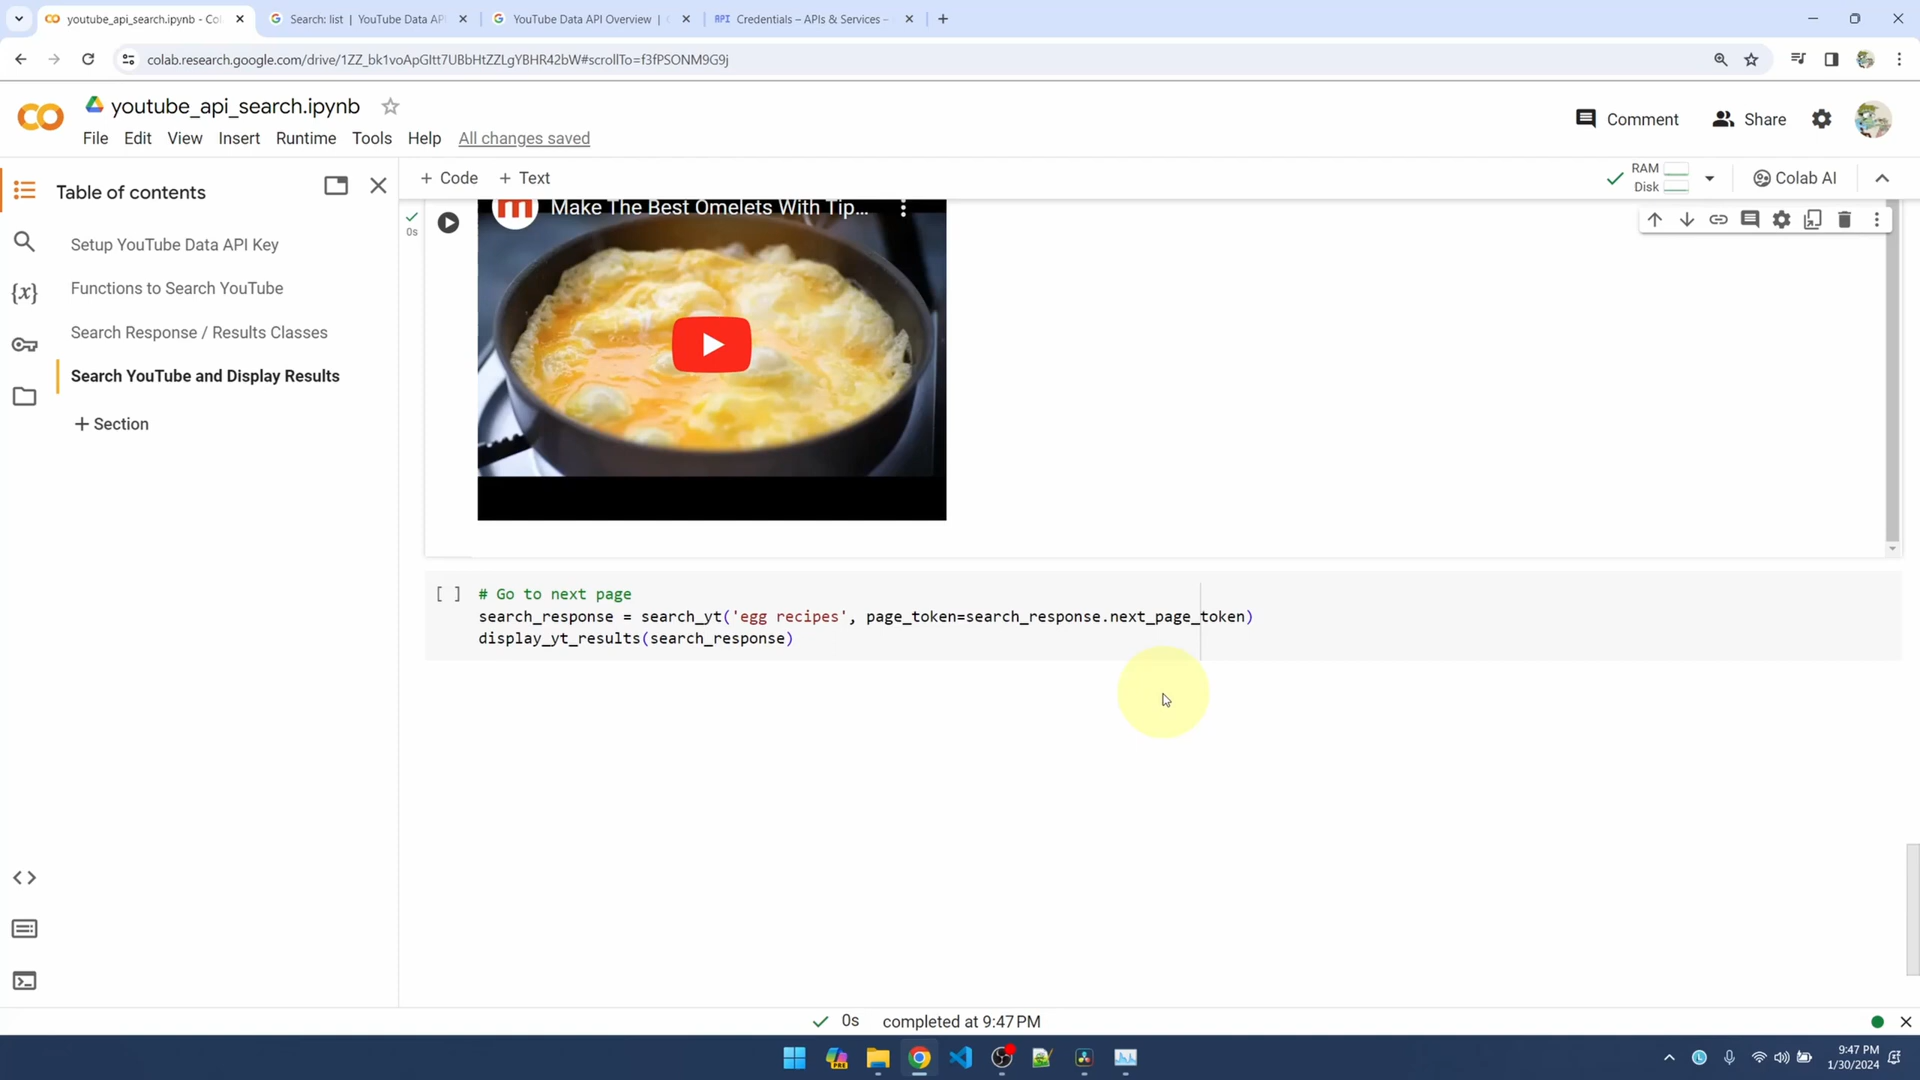 youtube_api_search.ipynb - Co
Search: list | YouTube Data AP
YouTube Data API Overview |
API Credentials – APIs & Services –
colab.research.google.com/drive/1ZZ_bk1voApGItt7UBbHtZZLgYBHR42bW#scrollTo=f3fPSONM9G9j
youtube_api_search.ipynb
File Edit View Insert Runtime Tools Help All changes saved
Comment
Share
Table of contents
+ Code + Text
RAM
Disk
Colab AI
Setup YouTube Data API Key
Functions to Search YouTube
Search Response / Results Classes
Search YouTube and Display Results
+ Section
0s
Make The Best Omelets With Tip...
[ ] # Go to next page
search_response = search_yt('egg recipes', page_token=search_response.next_page_token)
display_yt_results(search_response)
0s completed at 9:47 PM
PRE
9:47 PM
1/30/2024